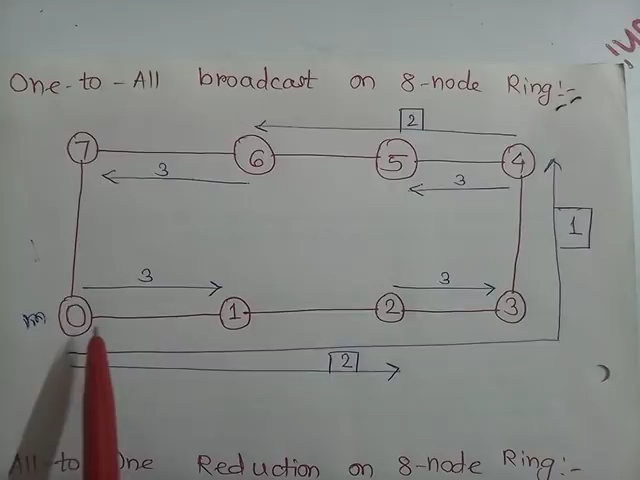 One-to-All broadcast on 8-node Ring:-
2
7 6 5 4
3 3
1
3 3
m 0 1 2 3
2
All-to One Reduction on 8-node Ring:-